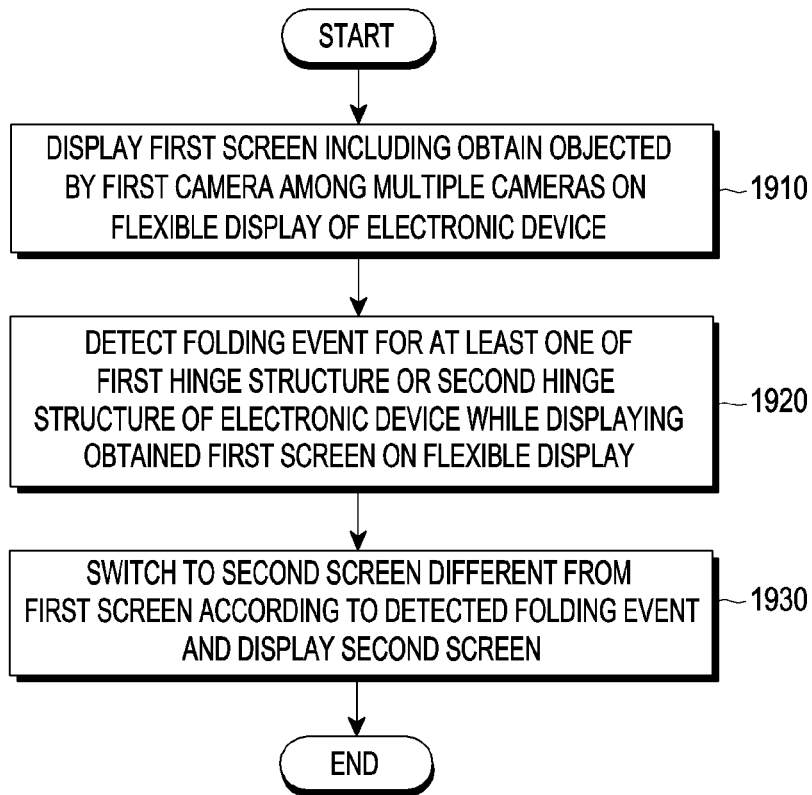 START
DISPLAY FIRST SCREEN INCLUDING OBTAIN OBJECTED
BY FIRST CAMERA AMONG MULTIPLE CAMERAS ON
FLEXIBLE DISPLAY OF ELECTRONIC DEVICE
1910
DETECT FOLDING EVENT FOR AT LEAST ONE OF
FIRST HINGE STRUCTURE OR SECOND HINGE
STRUCTURE OF ELECTRONIC DEVICE WHILE DISPLAYING
OBTAINED FIRST SCREEN ON FLEXIBLE DISPLAY
1920
SWITCH TO SECOND SCREEN DIFFERENT FROM
FIRST SCREEN ACCORDING TO DETECTED FOLDING EVENT
AND DISPLAY SECOND SCREEN
1930
END